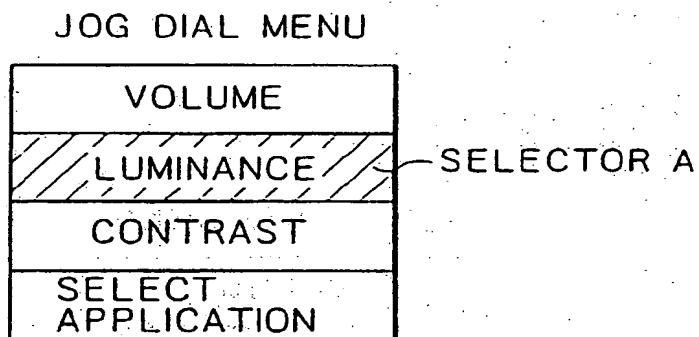 JOG DIAL MENU
VOLUME
LUMINANCE
SELECTOR A
CONTRAST
SELECT
APPLICATION